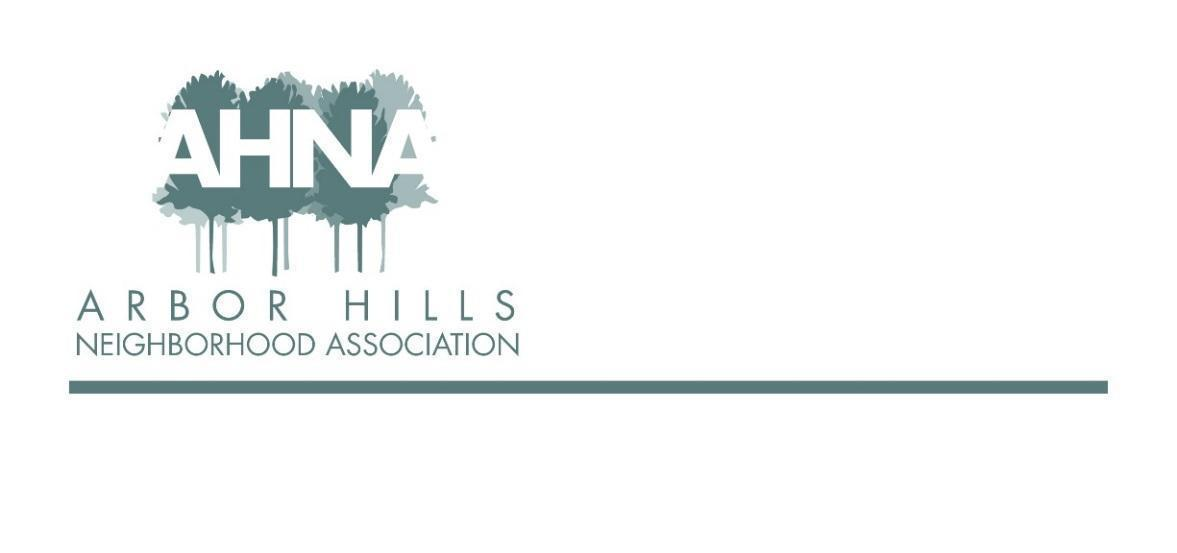 AHNA
ARBOR HILLS
NEIGHBORHOOD ASSOCIATION